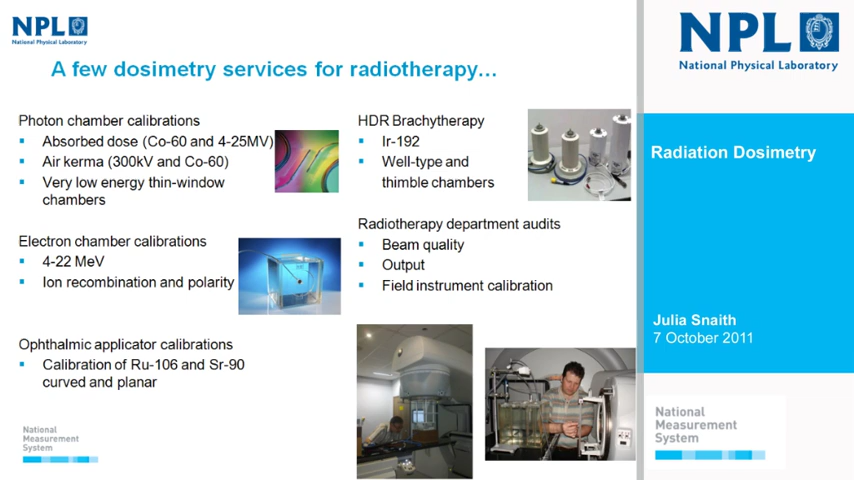 NPL
National Physical Laboratory
A few dosimetry services for radiotherapy...
Photon chamber calibrations
Absorbed dose (Co-60 and 4-25MV)
Air kerma (300kV and Co-60)
Very low energy thin-window
chambers
Electron chamber calibrations
4-22 MeV
Ion recombination and polarity
Ophthalmic applicator calibrations
Calibration of Ru-106 and Sr-90
curved and planar
National
Measurement
System
HDR Brachytherapy
Ir-192
Well-type and
thimble chambers
Radiotherapy department audits
Beam quality
Output
Field instrument calibration
NPL
National Physical Laboratory
Radiation Dosimetry
Julia Snaith
7 October 2011
National
Measurement
System